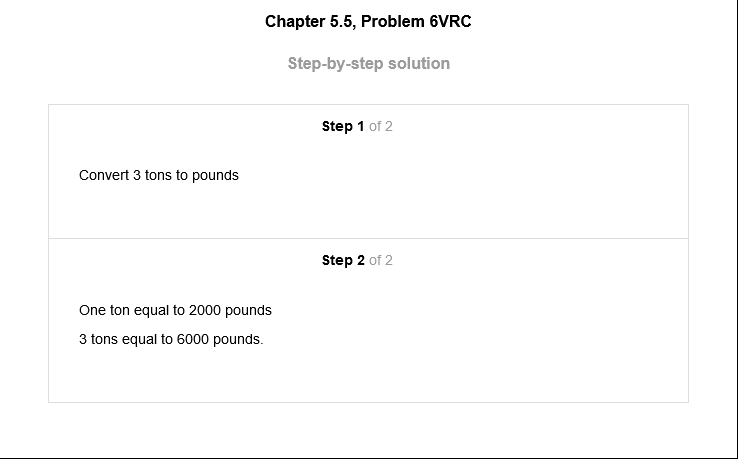 Chapter 5.5, Problem 6VRC
Step-by-step solution
Step 1 of 2
Convert 3 tons to pounds
Step 2 of 2
One ton equal to 2000 pounds
3 tons equal to 6000 pounds.